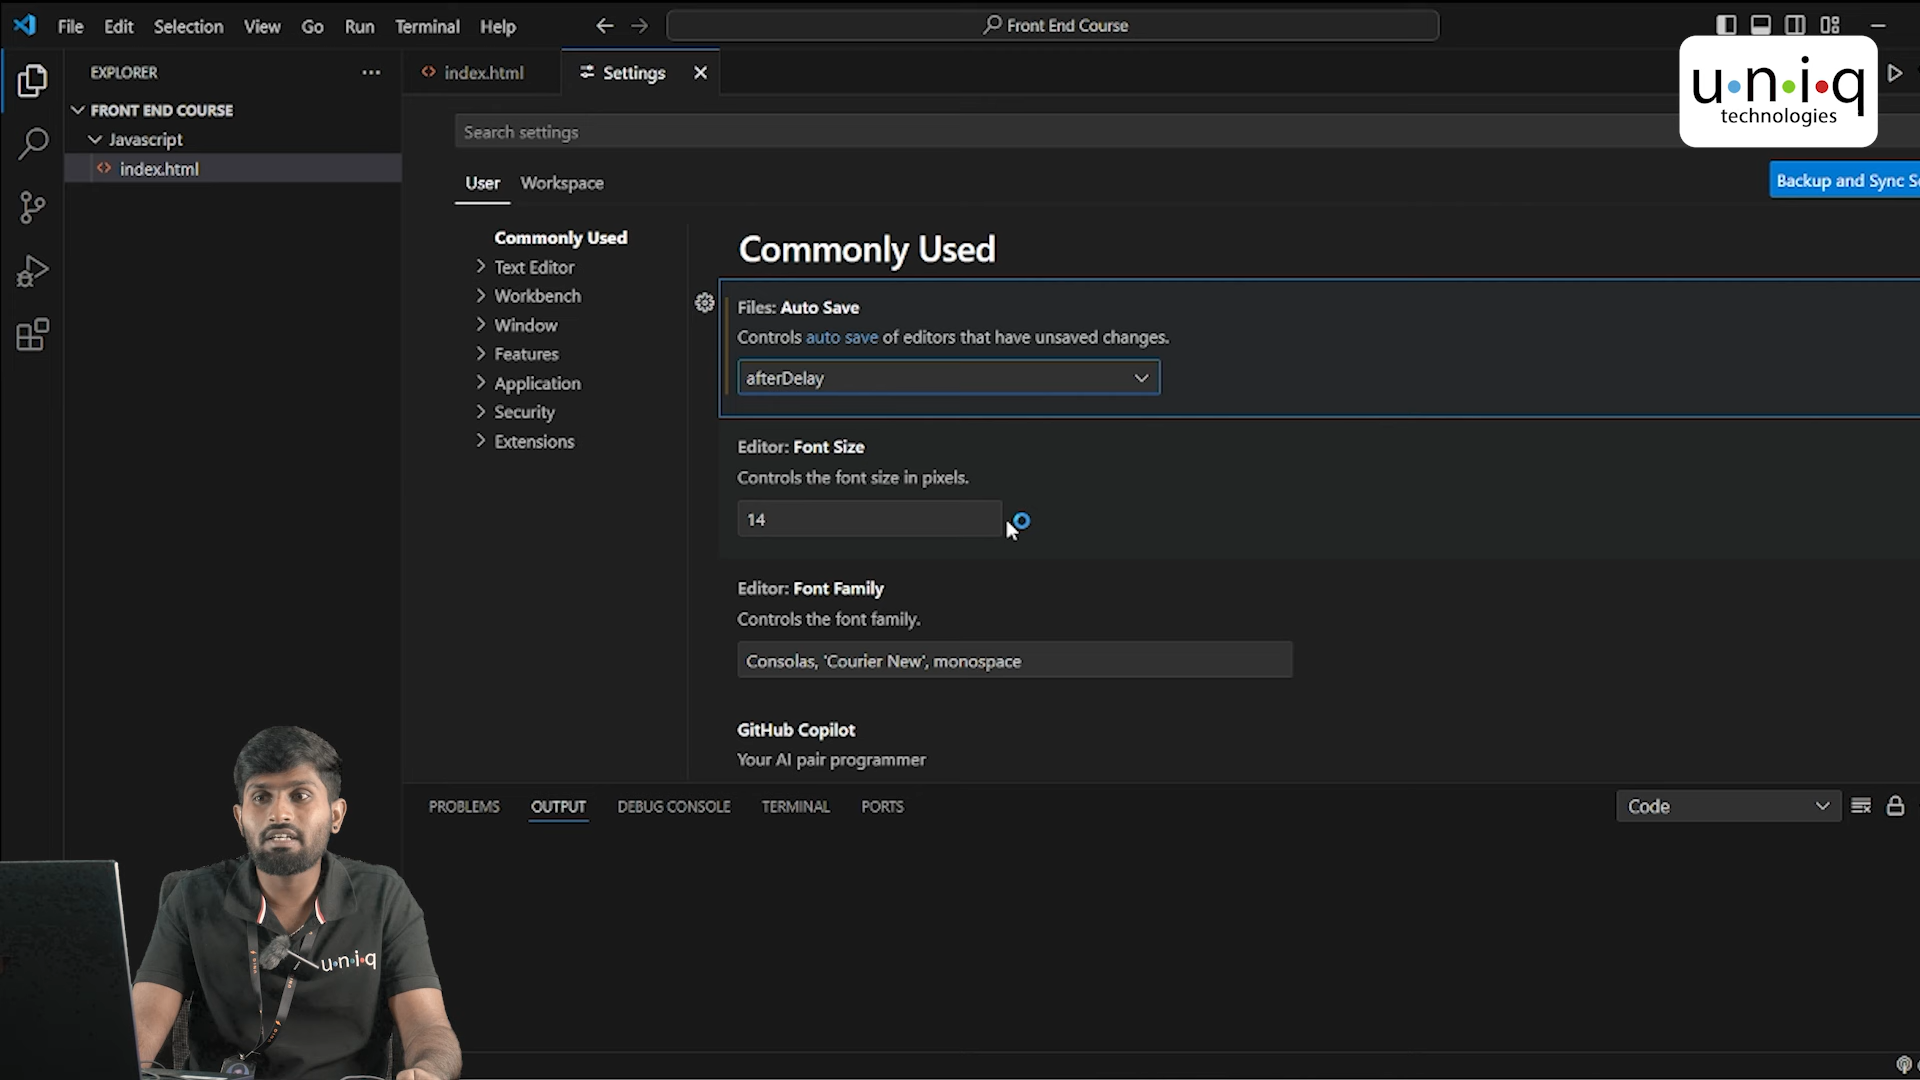 File Edit Selection View Go Run Terminal Help
Front End Course
u·n·i·q
technologies
EXPLORER
index.html
Settings
FRONT END COURSE
Javascript
index.html
Search settings
User
Workspace
Backup and Sync Se
Commonly Used
Text Editor
Workbench
Window
Features
Application
Security
Extensions
Commonly Used
Files: Auto Save
Controls auto save of editors that have unsaved changes.
afterDelay
Editor: Font Size
Controls the font size in pixels.
14
Editor: Font Family
Controls the font family.
Consolas, 'Courier New', monospace
GitHub Copilot
Your AI pair programmer
PROBLEMS OUTPUT DEBUG CONSOLE TERMINAL PORTS
Code
u·n·i·q